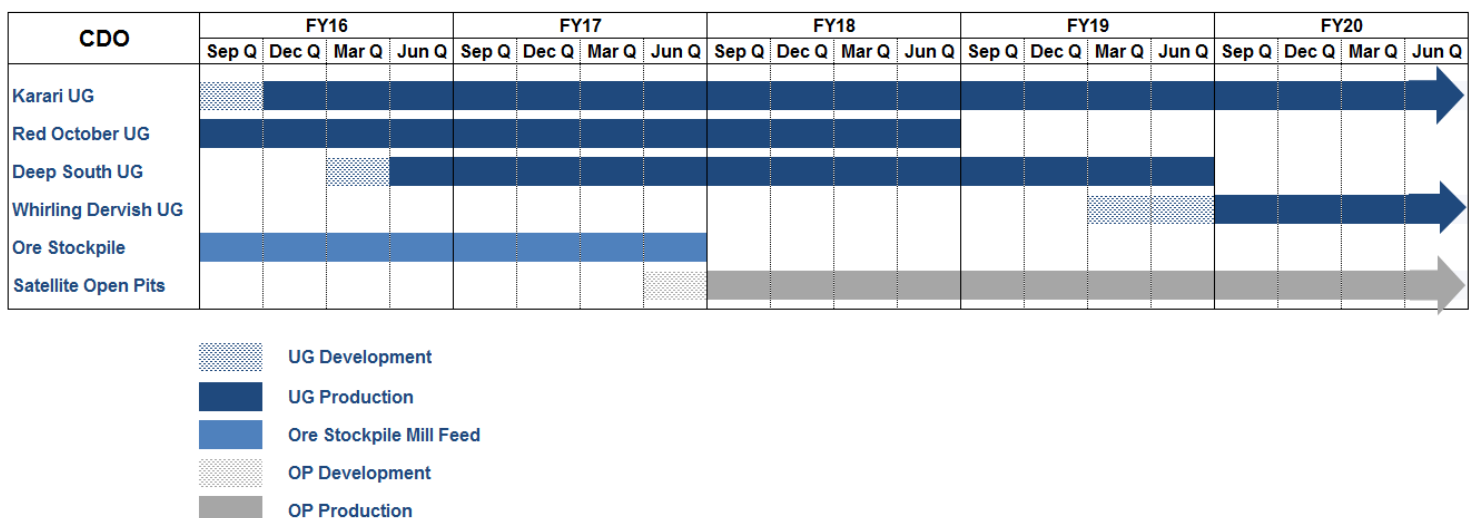 CDO FY16 FY17 FY18 FY19 FY20
Sep Q Dec Q Mar Q Jun Q Sep Q Dec Q Mar Q Jun Q Sep Q Dec Q Mar Q Jun Q Sep Q Dec Q Mar Q Jun Q Sep Q Dec Q Mar Q Jun Q
Karari UG
Red October UG
Deep South UG
Whirling Dervish UG
Ore Stockpile
Satellite Open Pits
UG Development
UG Production
Ore Stockpile Mill Feed
OP Development
OP Production